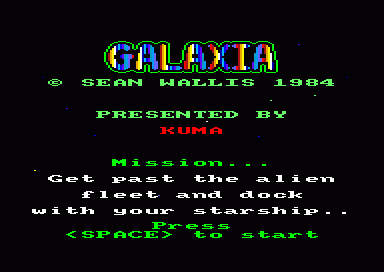 GALAXIA
© SEAN WALLIS 1984
PRESENTED BY
KUMA
Mission...
Get past the alien
fleet and dock
with your starship..
Press
<SPACE> to start